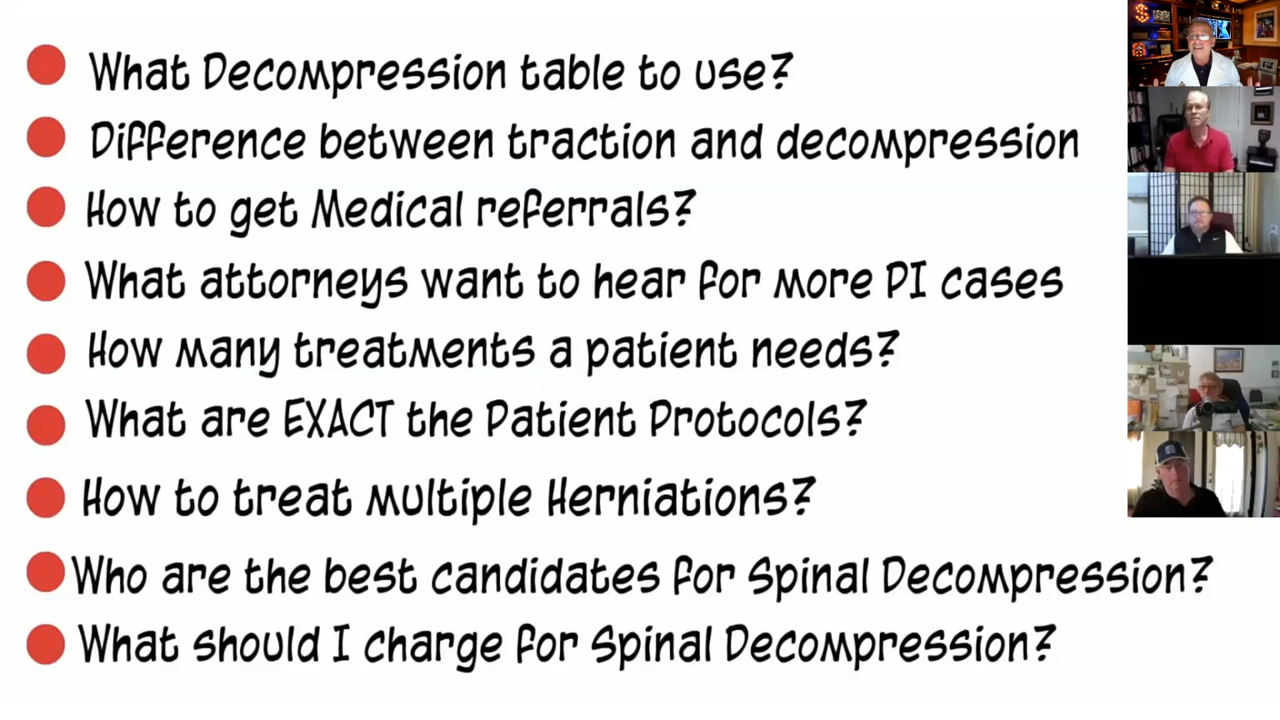 What Decompression table to use?
Difference between traction and decompression
How to get Medical referrals?
What attorneys want to hear for more PI cases
How many treatments a patient needs?
What are EXACT the Patient Protocols?
How to treat multiple Herniations?
Who are the best candidates for Spinal Decompression?
What should I charge for Spinal Decompression?